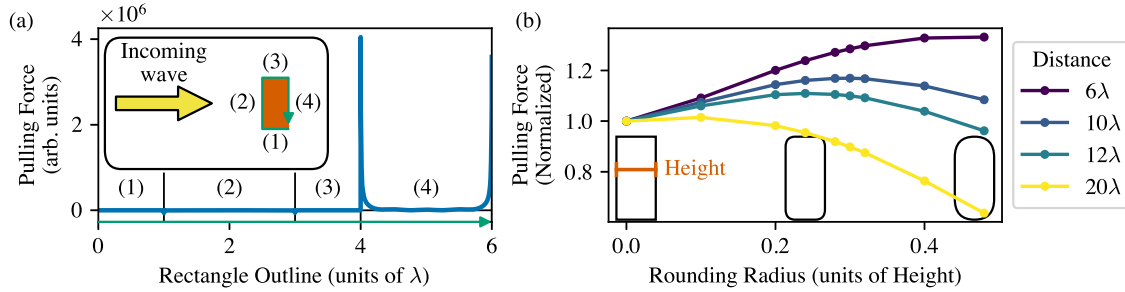 (a)
×10⁶
Pulling Force
(arb. units)
4
2
0
Incoming
wave
(3)
(2)
(4)
(1)
(1)
(2)
(3)
(4)
0
2
4
6
Rectangle Outline (units of λ)
(b)
Pulling Force
(Normalized)
1.2
1.0
0.8
Height
0.0
0.2
0.4
Rounding Radius (units of Height)
Distance
6λ
10λ
12λ
20λ